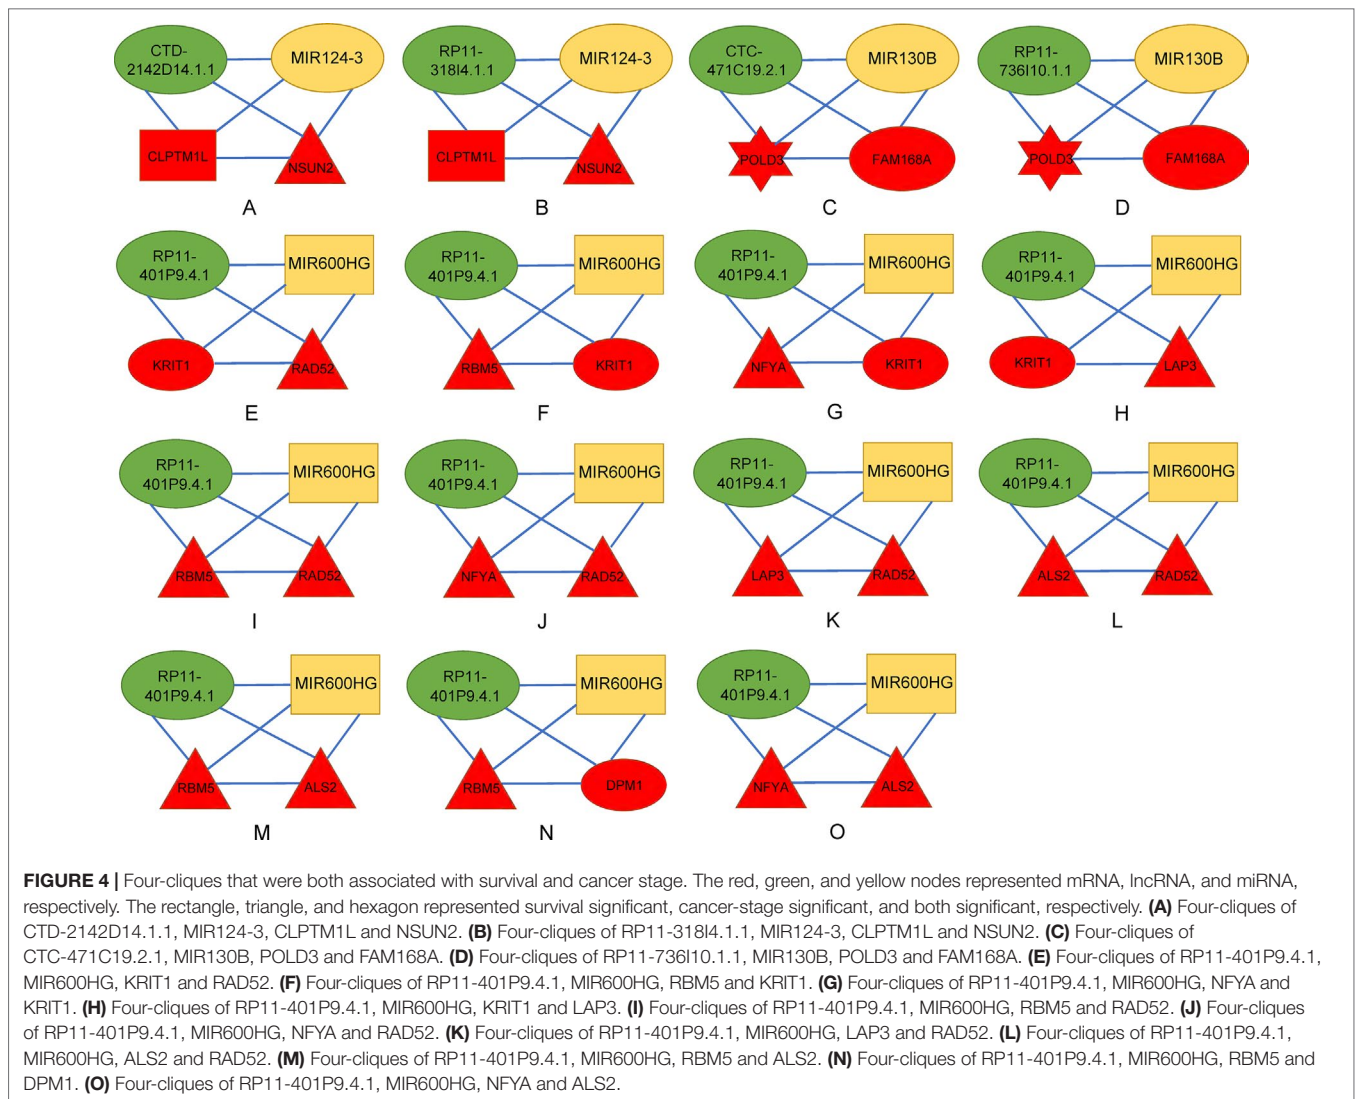 CTD-
2142D14.1.1
MIR124-3
CLPTM1L
NSUN2
A
RP11-
318I4.1.1
MIR124-3
CLPTM1L
NSUN2
B
CTC-
471C19.2.1
MIR130B
POLD3
FAM168A
C
RP11-
736I10.1.1
MIR130B
POLD3
FAM168A
D
RP11-
401P9.4.1
MIR600HG
KRIT1
RAD52
E
RP11-
401P9.4.1
MIR600HG
RBM5
KRIT1
F
RP11-
401P9.4.1
MIR600HG
NFYA
KRIT1
G
RP11-
401P9.4.1
MIR600HG
KRIT1
LAP3
H
RP11-
401P9.4.1
MIR600HG
RBM5
RAD52
I
RP11-
401P9.4.1
MIR600HG
NFYA
RAD52
J
RP11-
401P9.4.1
MIR600HG
LAP3
RAD52
K
RP11-
401P9.4.1
MIR600HG
ALS2
RAD52
L
RP11-
401P9.4.1
MIR600HG
RBM5
ALS2
M
RP11-
401P9.4.1
MIR600HG
RBM5
DPM1
N
RP11-
401P9.4.1
MIR600HG
NFYA
ALS2
O
FIGURE 4 | Four-cliques that were both associated with survival and cancer stage. The red, green, and yellow nodes represented mRNA, lncRNA, and miRNA,
respectively. The rectangle, triangle, and hexagon represented survival significant, cancer-stage significant, and both significant, respectively. (A) Four-cliques of
CTD-2142D14.1.1, MIR124-3, CLPTM1L and NSUN2. (B) Four-cliques of RP11-318I4.1.1, MIR124-3, CLPTM1L and NSUN2. (C) Four-cliques of
CTC-471C19.2.1, MIR130B, POLD3 and FAM168A. (D) Four-cliques of RP11-736I10.1.1, MIR130B, POLD3 and FAM168A. (E) Four-cliques of RP11-401P9.4.1,
MIR600HG, KRIT1 and RAD52. (F) Four-cliques of RP11-401P9.4.1, MIR600HG, RBM5 and KRIT1. (G) Four-cliques of RP11-401P9.4.1, MIR600HG, NFYA and
KRIT1. (H) Four-cliques of RP11-401P9.4.1, MIR600HG, KRIT1 and LAP3. (I) Four-cliques of RP11-401P9.4.1, MIR600HG, RBM5 and RAD52. (J) Four-cliques
of RP11-401P9.4.1, MIR600HG, NFYA and RAD52. (K) Four-cliques of RP11-401P9.4.1, MIR600HG, LAP3 and RAD52. (L) Four-cliques of RP11-401P9.4.1,
MIR600HG, ALS2 and RAD52. (M) Four-cliques of RP11-401P9.4.1, MIR600HG, RBM5 and ALS2. (N) Four-cliques of RP11-401P9.4.1, MIR600HG, RBM5 and
DPM1. (O) Four-cliques of RP11-401P9.4.1, MIR600HG, NFYA and ALS2.